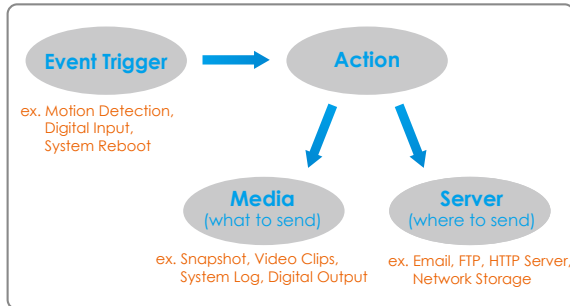 Event Trigger
Action
ex. Motion Detection,
Digital Input,
System Reboot
Media
(what to send)
Server
(where to send)
ex. Snapshot, Video Clips,
System Log, Digital Output
ex. Email, FTP, HTTP Server,
Network Storage